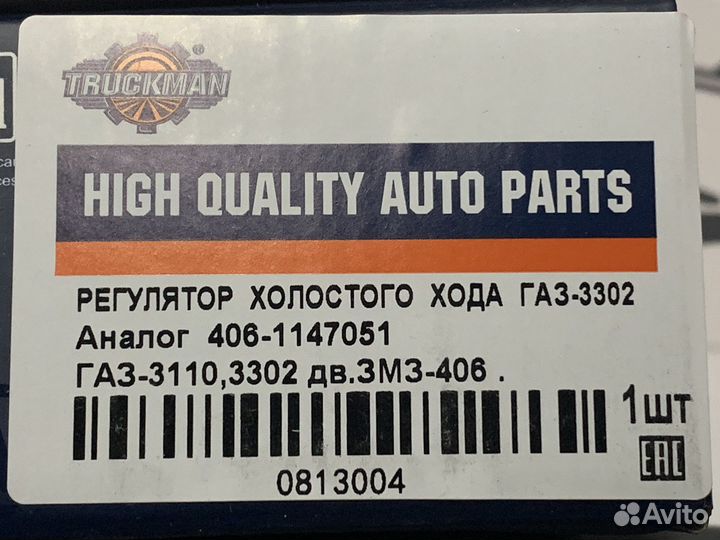 TRUCKMAN®
HIGH QUALITY AUTO PARTS
РЕГУЛЯТОР ХОЛОСТОГО ХОДА ГАЗ-3302
Аналог 406-1147051
ГАЗ-3110,3302 дв.ЗМЗ-406 .
1шт
0813004
EAC
Avito